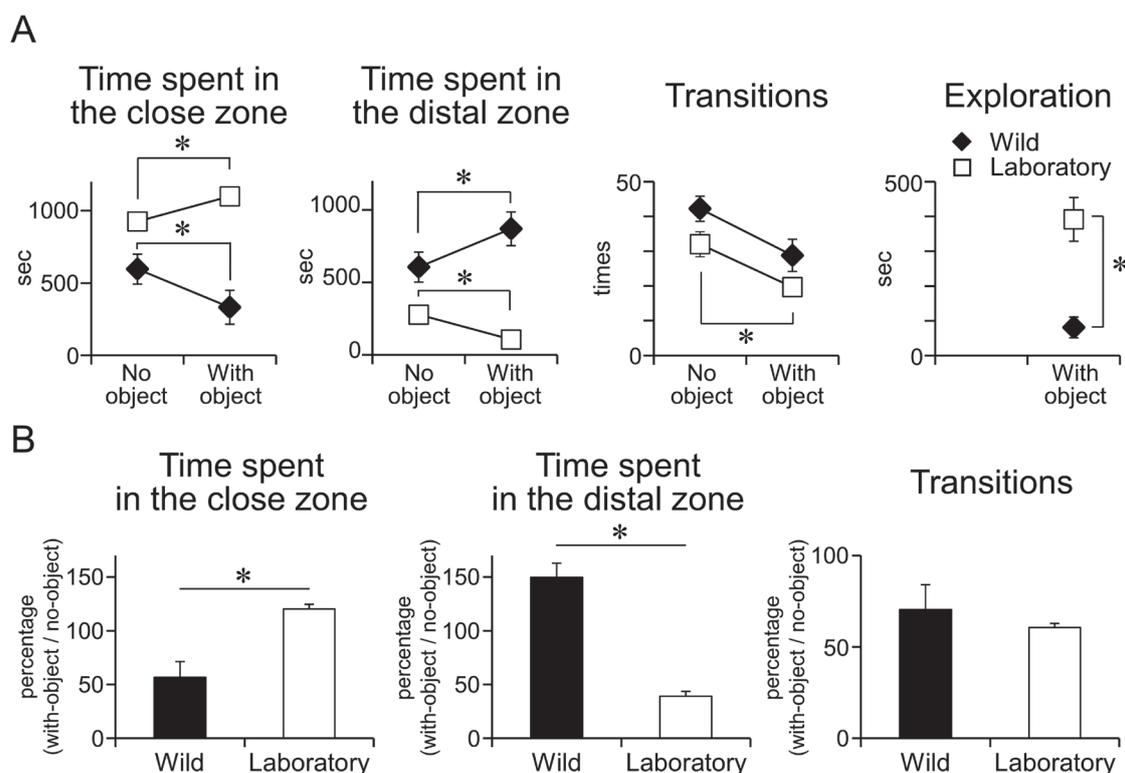 A
Time spent in
the close zone
*
*
1000
500
0
sec
No
object
With
object
Time spent in
the distal zone
*
*
1000
500
0
sec
No
object
With
object
Transitions
50
0
times
*
No
object
With
object
Exploration
Wild
Laboratory
500
0
sec
*
With
object
B
Time spent
in the close zone
*
150
100
50
0
percentage
(with-object / no-object)
Wild
Laboratory
Time spent
in the distal zone
*
150
100
50
0
percentage
(with-object / no-object)
Wild
Laboratory
Transitions
100
50
0
percentage
(with-object / no-object)
Wild
Laboratory